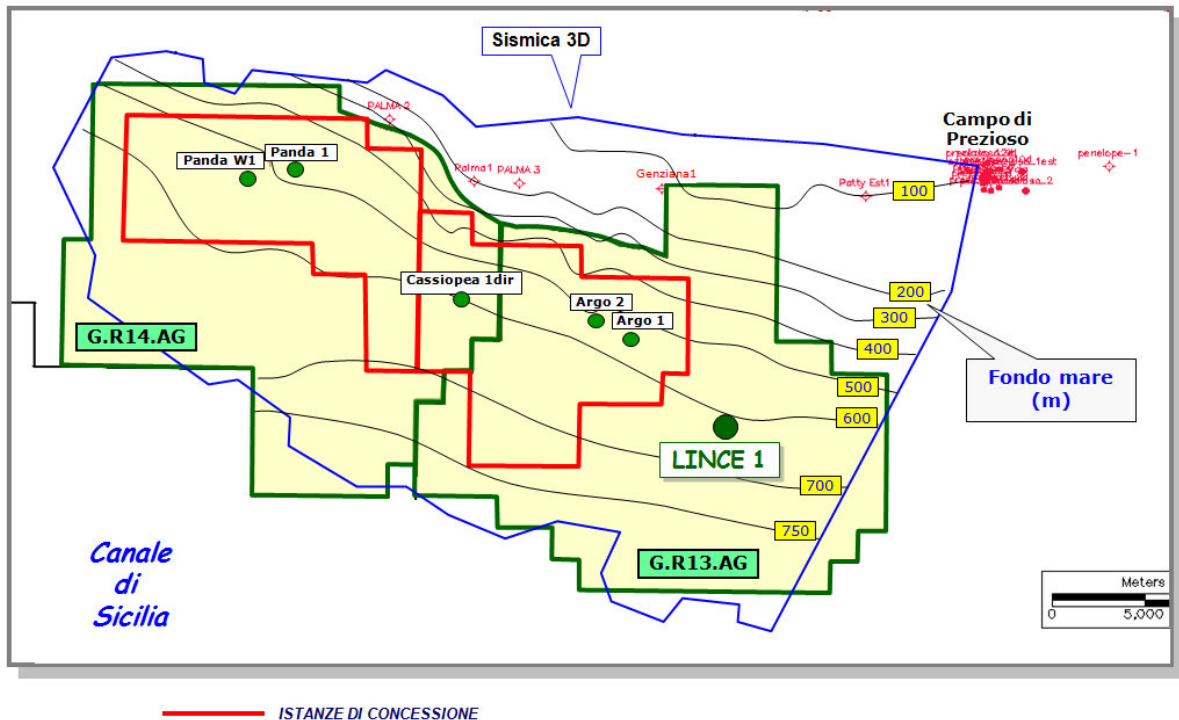 Sismica 3D
Campo di
Prezioso
PALMA 2
Panda W1
Panda 1
Palma1
PALMA 3
Genziana1
Patty Est1
penelope-1
100
Cassiopea 1dir
Argo 2
Argo 1
200
300
400
500
600
700
750
Fondo mare
(m)
G.R14.AG
LINCE 1
G.R13.AG
Canale
di
Sicilia
Meters
0
5,000
ISTANZE DI CONCESSIONE